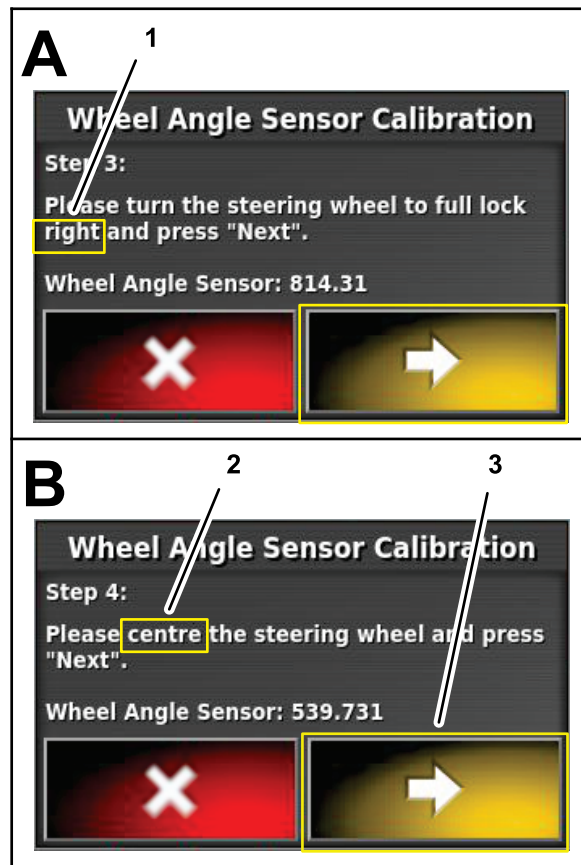 A
1
Wheel Angle Sensor Calibration
Step 3:
Please turn the steering wheel to full lock
right and press "Next".
Wheel Angle Sensor: 814.31
B
2
3
Wheel Angle Sensor Calibration
Step 4:
Please centre the steering wheel and press
"Next".
Wheel Angle Sensor: 539.731